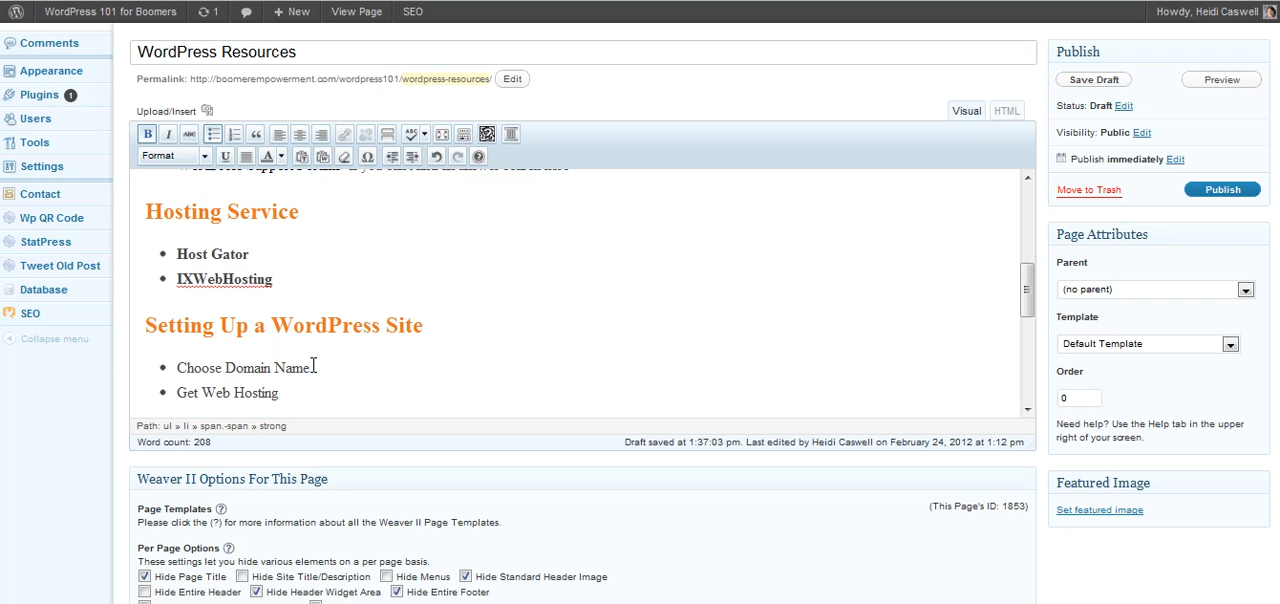 WordPress 101 for Boomers 1 + New View Page SEO Howdy, Heidi Caswell
Comments
Appearance
Plugins 1
Users
Tools
Settings
Contact
Wp QR Code
StatPress
Tweet Old Post
Database
SEO
Collapse menu
WordPress Resources
Permalink: http://boomerempowerment.com/wordpress101/wordpress-resources/ Edit
Upload/Insert Visual HTML
B I ABC ABC
Format U A Ω
Hosting Service
• Host Gator
• IXWebHosting
Setting Up a WordPress Site
• Choose Domain Name
• Get Web Hosting
Path: ul » li » span.-span » strong
Word count: 208 Draft saved at 1:37:03 pm. Last edited by Heidi Caswell on February 24, 2012 at 1:12 pm
Weaver II Options For This Page
Page Templates (?) (This Page's ID: 1853)
Please click the (?) for more information about all the Weaver II Page Templates.
Per Page Options (?)
These settings let you hide various elements on a per page basis.
Hide Page Title Hide Site Title/Description Hide Menus Hide Standard Header Image
Hide Entire Header Hide Header Widget Area Hide Entire Footer
Publish
Save Draft Preview
Status: Draft Edit
Visibility: Public Edit
Publish immediately Edit
Move to Trash Publish
Page Attributes
Parent
(no parent)
Template
Default Template
Order
0
Need help? Use the Help tab in the upper
right of your screen.
Featured Image
Set featured image